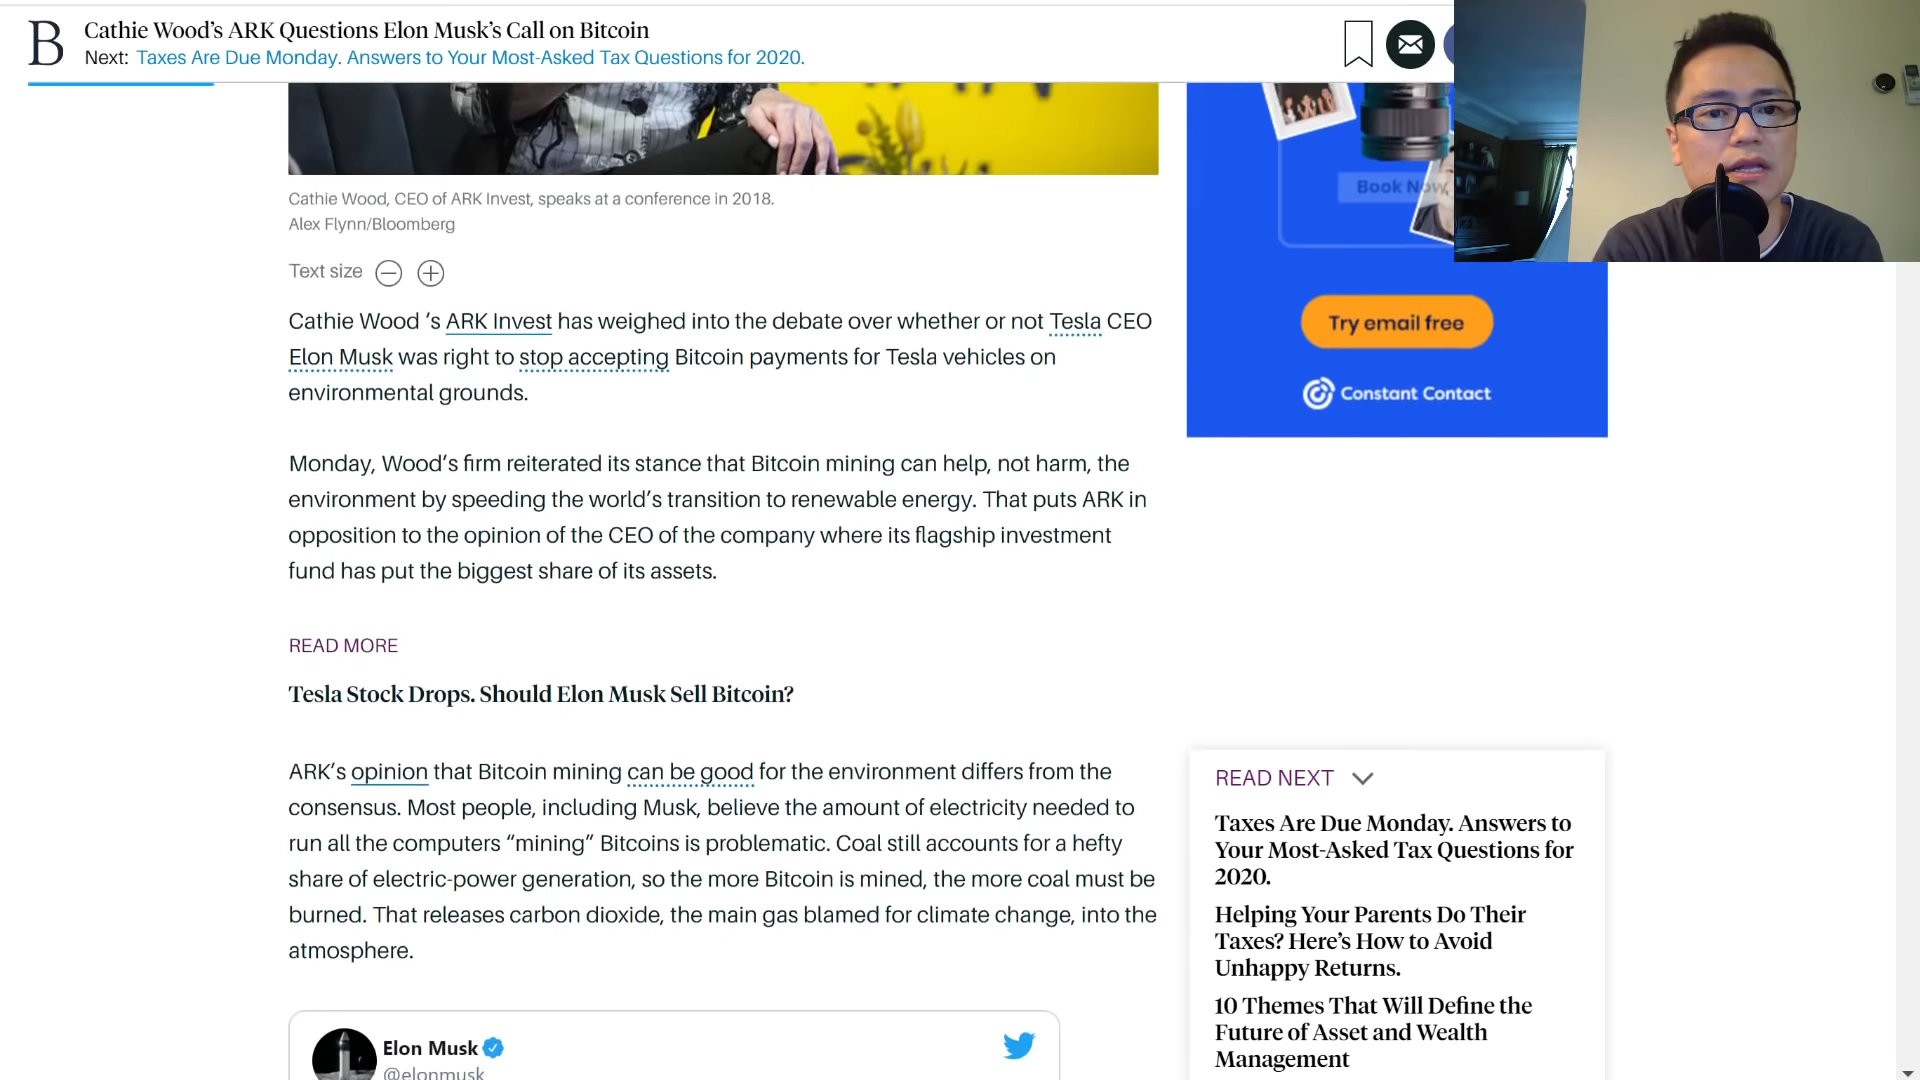 B
Cathie Wood’s ARK Questions Elon Musk’s Call on Bitcoin
Next: Taxes Are Due Monday. Answers to Your Most-Asked Tax Questions for 2020.
Cathie Wood, CEO of ARK Invest, speaks at a conference in 2018.
Alex Flynn/Bloomberg
Text size
Cathie Wood ‘s ARK Invest has weighed into the debate over whether or not Tesla CEO
Elon Musk was right to stop accepting Bitcoin payments for Tesla vehicles on
environmental grounds.
Monday, Wood’s firm reiterated its stance that Bitcoin mining can help, not harm, the
environment by speeding the world’s transition to renewable energy. That puts ARK in
opposition to the opinion of the CEO of the company where its flagship investment
fund has put the biggest share of its assets.
READ MORE
Tesla Stock Drops. Should Elon Musk Sell Bitcoin?
ARK’s opinion that Bitcoin mining can be good for the environment differs from the
consensus. Most people, including Musk, believe the amount of electricity needed to
run all the computers “mining” Bitcoins is problematic. Coal still accounts for a hefty
share of electric-power generation, so the more Bitcoin is mined, the more coal must be
burned. That releases carbon dioxide, the main gas blamed for climate change, into the
atmosphere.
Elon Musk
@elonmusk
Book Now
Try email free
Constant Contact
READ NEXT
Taxes Are Due Monday. Answers to
Your Most-Asked Tax Questions for
2020.
Helping Your Parents Do Their
Taxes? Here’s How to Avoid
Unhappy Returns.
10 Themes That Will Define the
Future of Asset and Wealth
Management